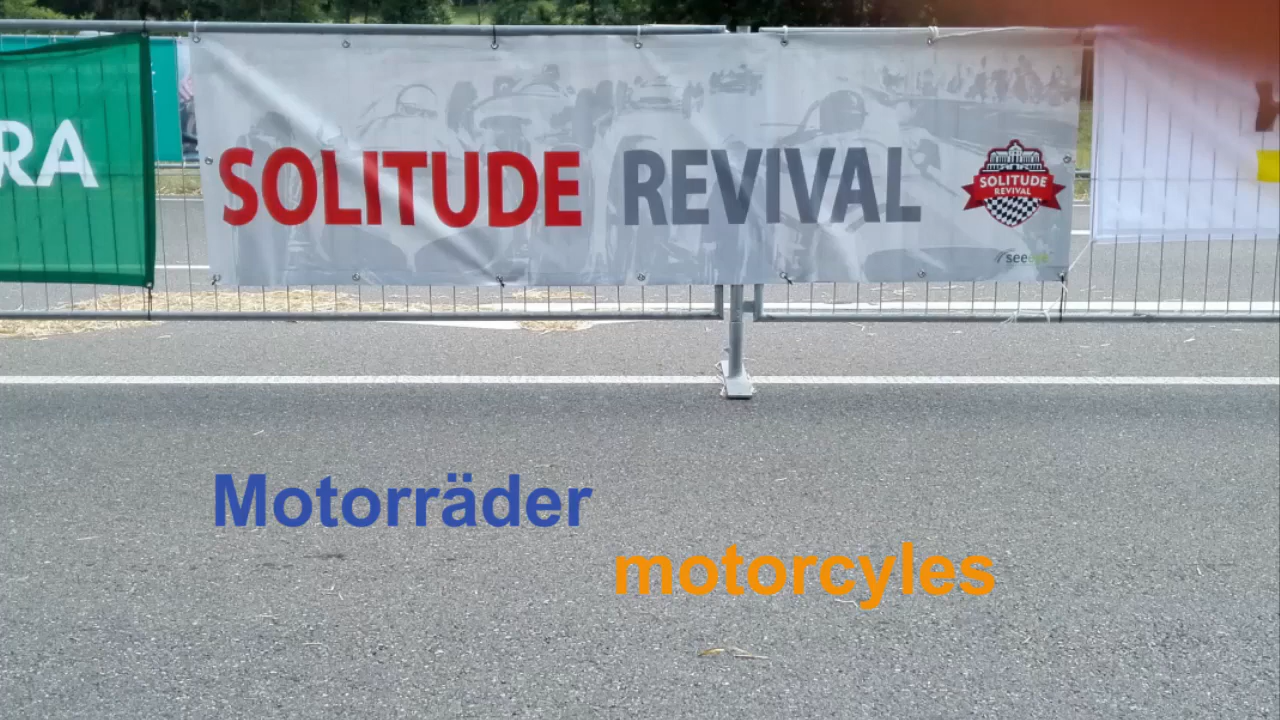 RA
SOLITUDE REVIVAL
SOLITUDE
REVIVAL
Motorräder
motorcyles